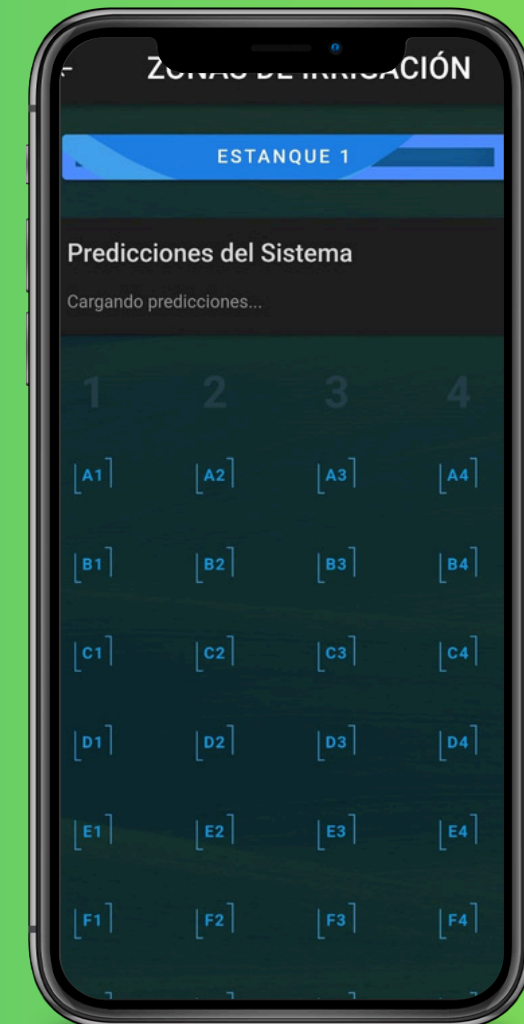 ZONAS DE IRRIGACIÓN
ESTANQUE 1
Predicciones del Sistema
Cargando predicciones...
1 2 3 4
A1 A2 A3 A4
B1 B2 B3 B4
C1 C2 C3 C4
D1 D2 D3 D4
E1 E2 E3 E4
F1 F2 F3 F4